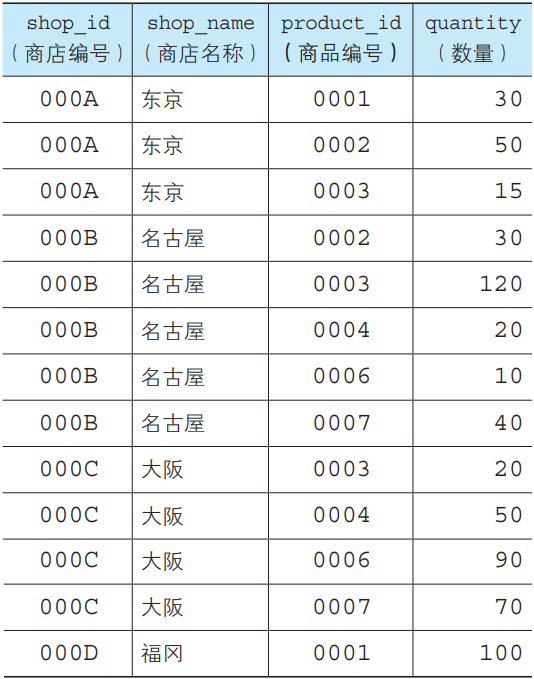 shop_id shop_name product_id quantity
（商店编号） （商店名称） （商品编号） （数量）
000A 东京 0001 30
000A 东京 0002 50
000A 东京 0003 15
000B 名古屋 0002 30
000B 名古屋 0003 120
000B 名古屋 0004 20
000B 名古屋 0006 10
000B 名古屋 0007 40
000C 大阪 0003 20
000C 大阪 0004 50
000C 大阪 0006 90
000C 大阪 0007 70
000D 福冈 0001 100